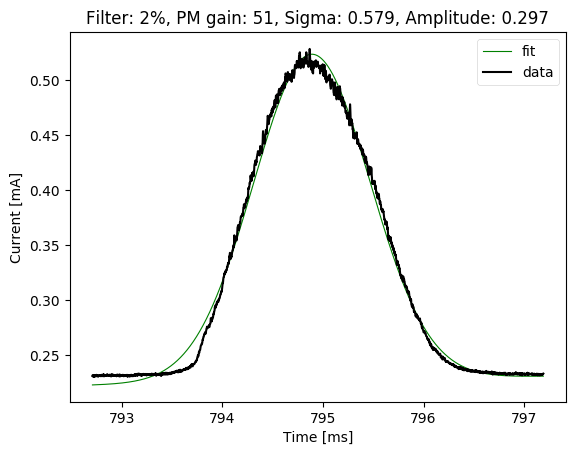 Filter: 2%, PM gain: 51, Sigma: 0.579, Amplitude: 0.297
fit
data
Current [mA]
0.50
0.45
0.40
0.35
0.30
0.25
793
794
795
796
797
Time [ms]